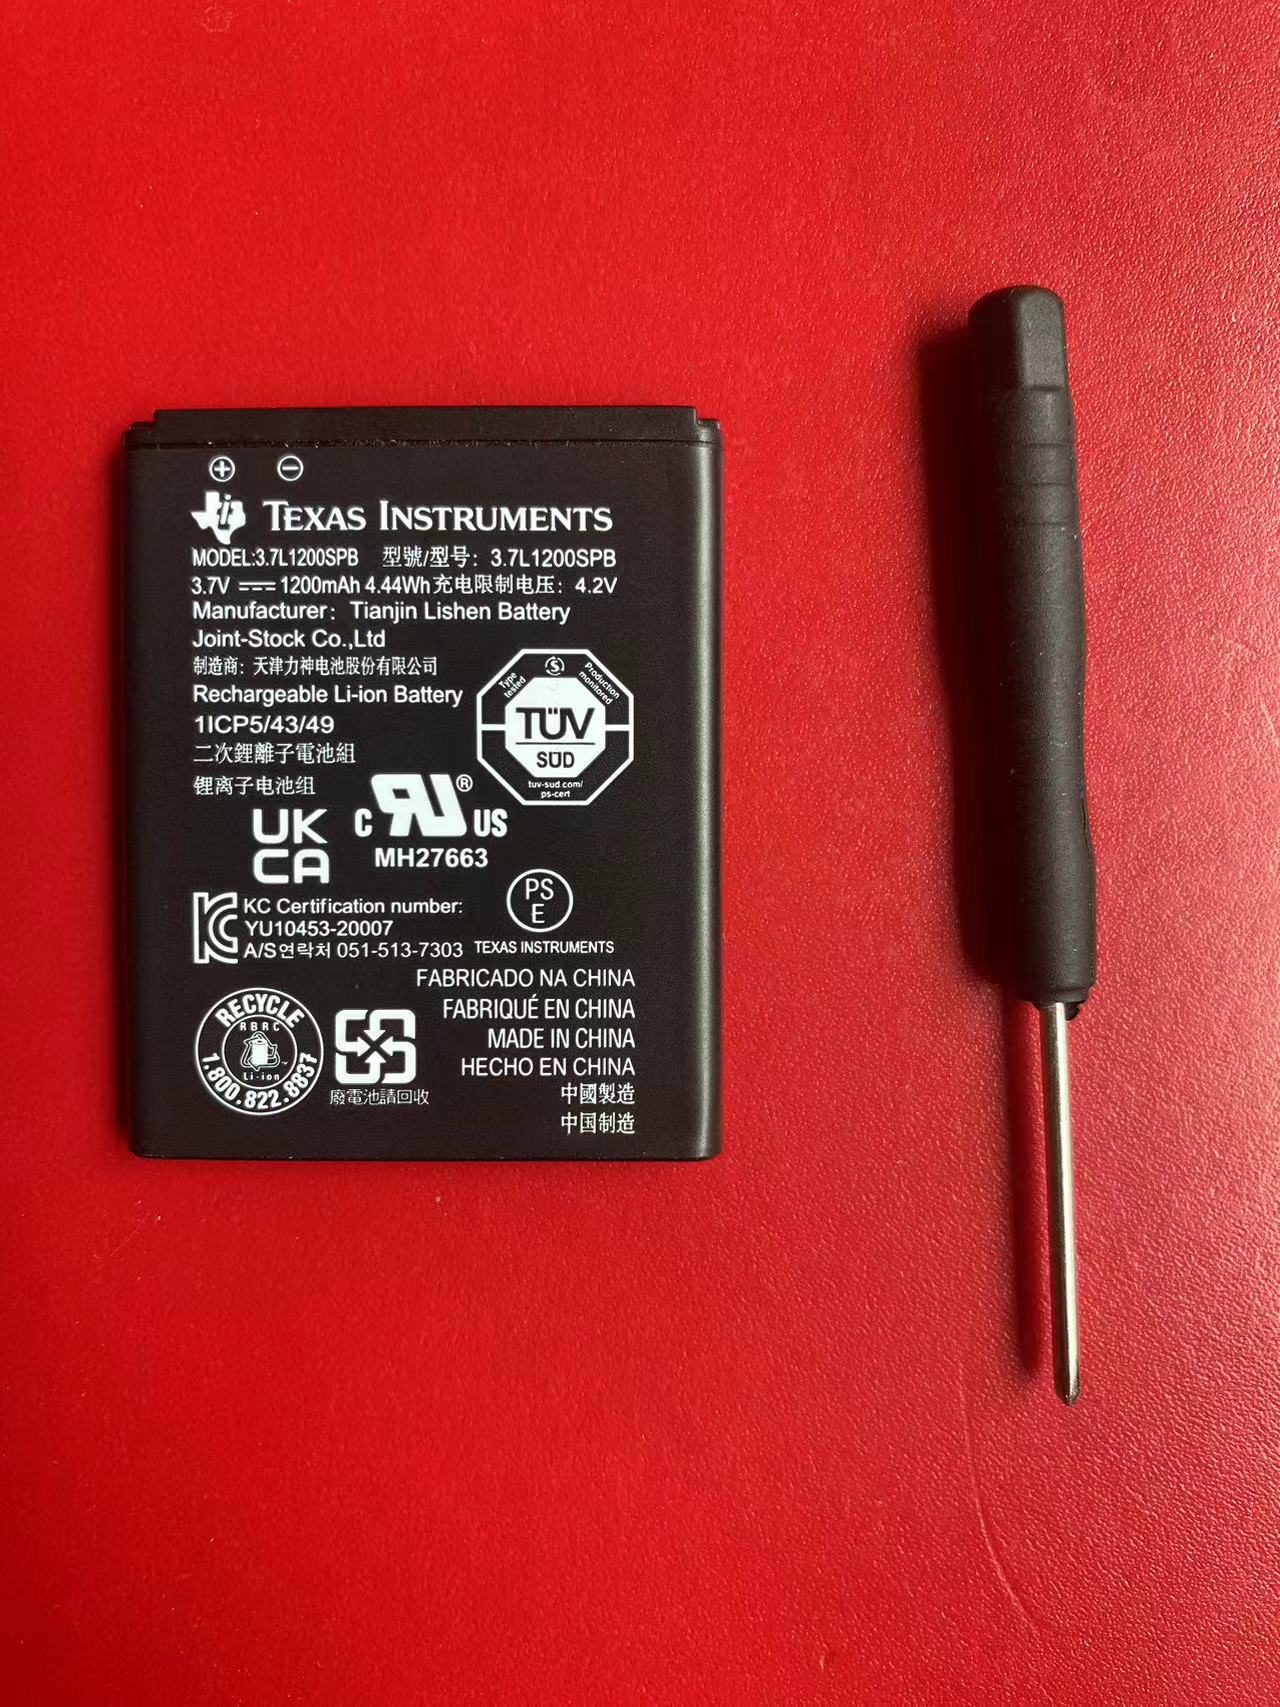 TEXAS INSTRUMENTS
MODEL:3.7L1200SPB 型號/型号: 3.7L1200SPB
3.7V 1200mAh 4.44Wh充电限制电压: 4.2V
Manufacturer: Tianjin Lishen Battery
Joint-Stock Co.,Ltd
制造商: 天津力神电池股份有限公司
Rechargeable Li-ion Battery
1ICP5/43/49
二次鋰離子電池組
锂离子电池组
Type tested
Production monitored
TÜV
SÜD
tuv-sud.com/
ps-cert
UK
CA
C RU® US
MH27663
KC Certification number:
YU10453-20007
A/S연락처 051-513-7303
PS
E
TEXAS INSTRUMENTS
FABRICADO NA CHINA
FABRIQUÉ EN CHINA
MADE IN CHINA
HECHO EN CHINA
中國製造
中国制造
RECYCLE
RBRC
Li-ion
1.800.822.8837
廢電池請回收